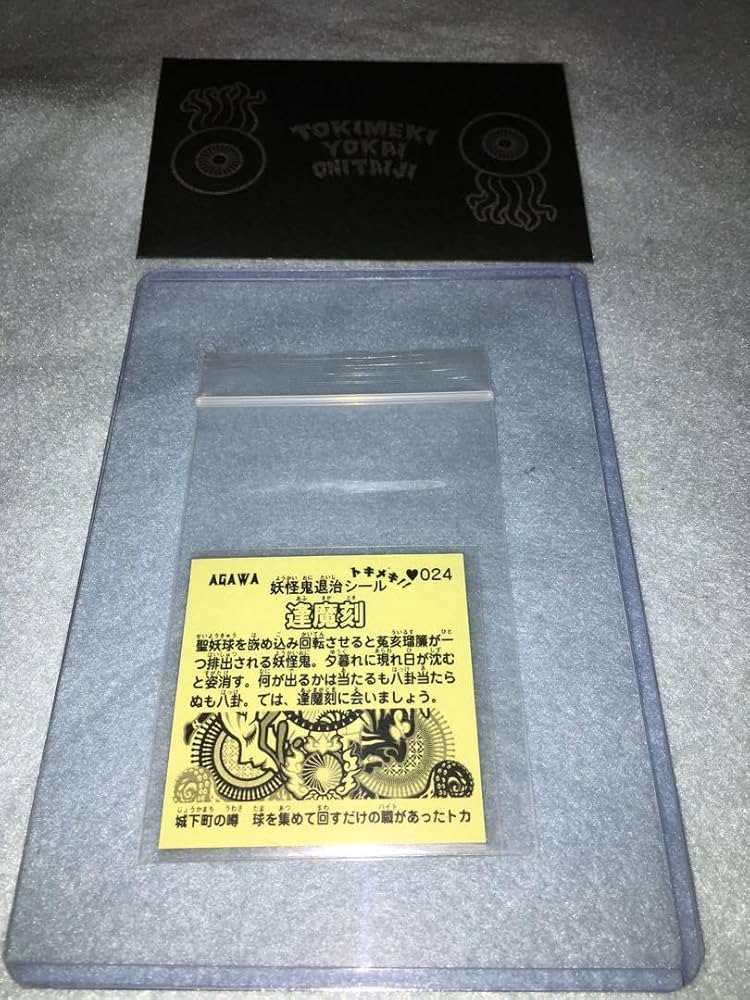 TOKIMEKI
YOKAI
ONITAIJI
AGAWA 妖怪鬼退治シール トキメキ!! ♥024
逢魔刻
聖妖球を嵌め込み回転させると菟亥瑠簾が一
つ排出される妖怪鬼。夕暮れに現れ日が沈む
と姿消す。何が出るかは当たるも八卦当たら
ぬも八卦。では、逢魔刻に会いましょう。
城下町の噂 球を集めて回すだけの職があったトカ